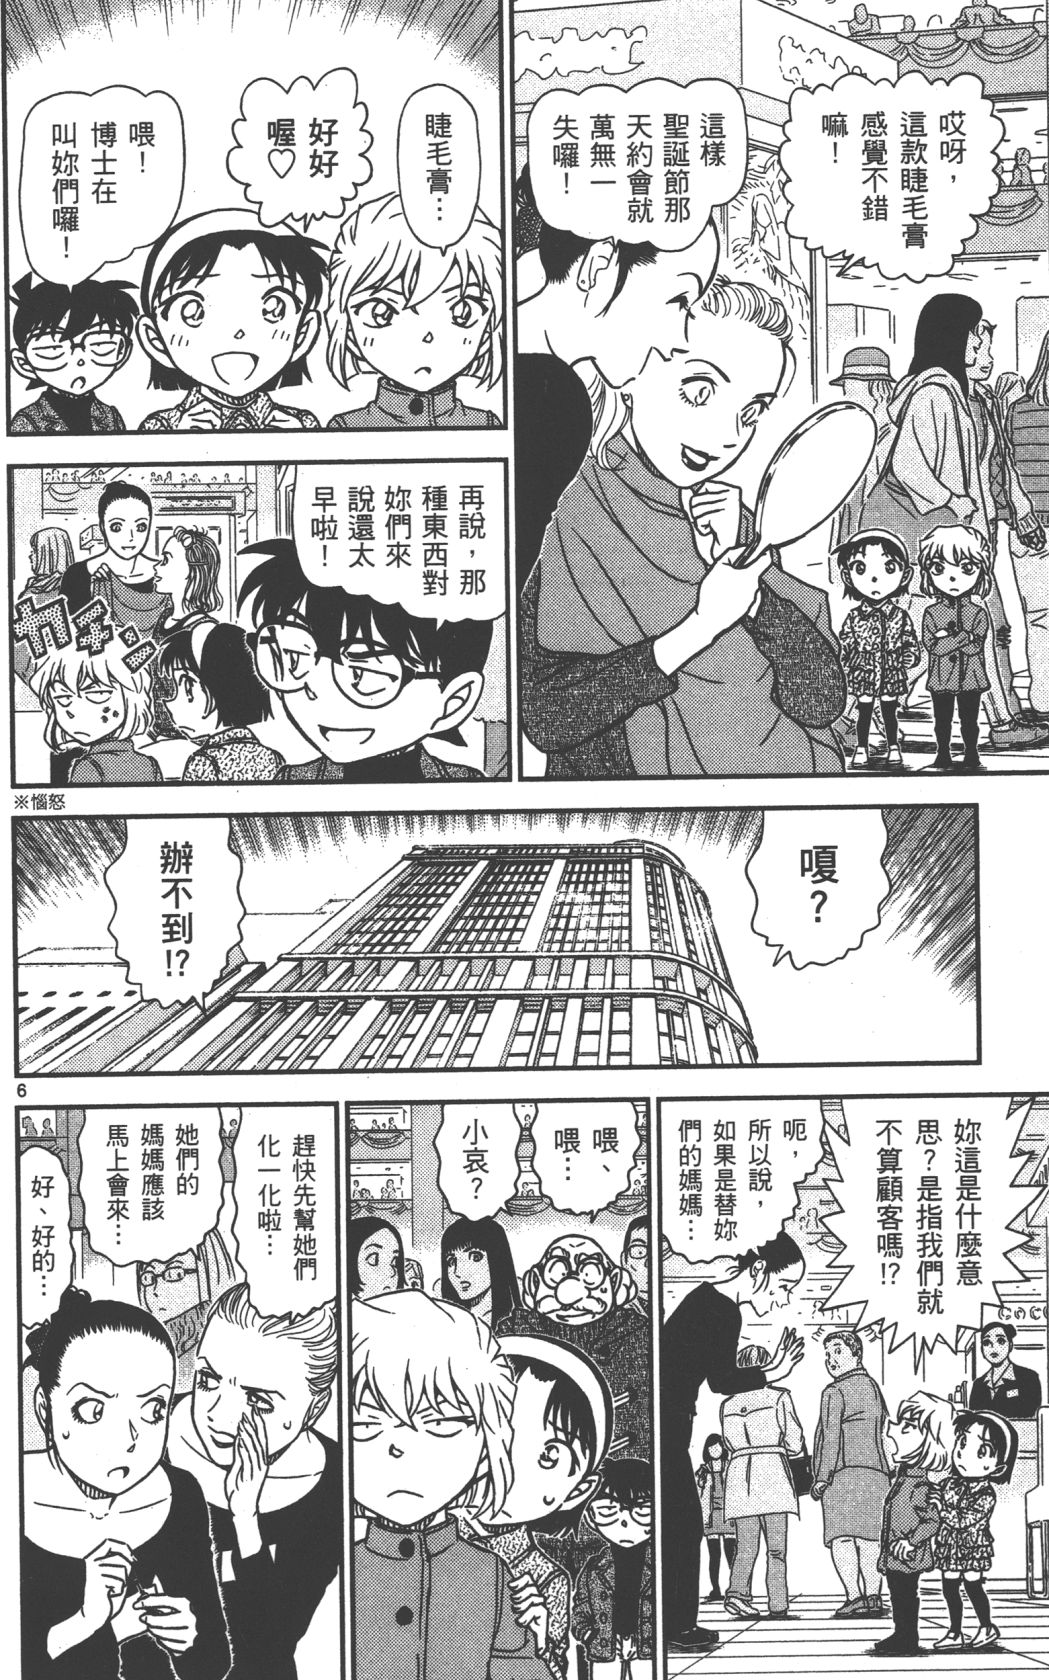 哎呀，
這款睫毛膏
感覺不錯
嘛！
這樣
聖誕節那
天約會就
萬無一
失囉！
睫毛膏…
好好
喔♡
喂！
博士在
叫妳們囉！
再說，那
種東西對
妳們來
說還太
早啦！
ガチン
※惱怒
嗄？
辦不到!?
6
妳這是什麼意
思？是指我們就
不算顧客嗎!?
呃，
所以說，
如果是替妳
們的媽媽…
喂、
喂…
小哀？
趕快先幫她們
化一化啦…
她們的
媽媽應該
馬上會來…
好、好的…